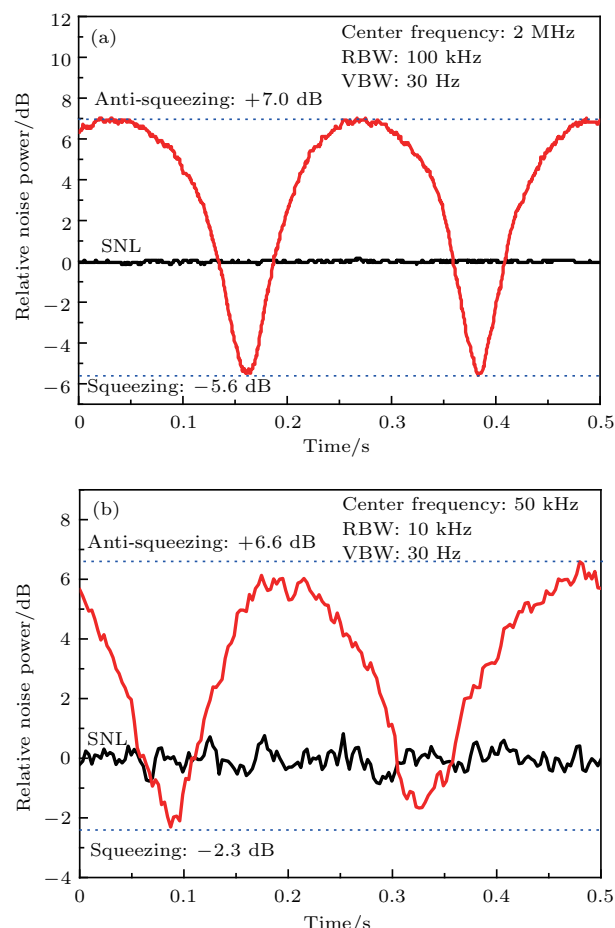 (a)
Center frequency: 2 MHz
RBW: 100 kHz
VBW: 30 Hz
Anti-squeezing: +7.0 dB
SNL
Squeezing: −5.6 dB
Relative noise power/dB
12
10
8
6
4
2
0
−2
−4
−6
0
0.1
0.2
0.3
0.4
0.5
Time/s
(b)
Center frequency: 50 kHz
RBW: 10 kHz
VBW: 30 Hz
Anti-squeezing: +6.6 dB
SNL
Squeezing: −2.3 dB
Relative noise power/dB
8
6
4
2
0
−2
−4
0
0.1
0.2
0.3
0.4
0.5
Time/s